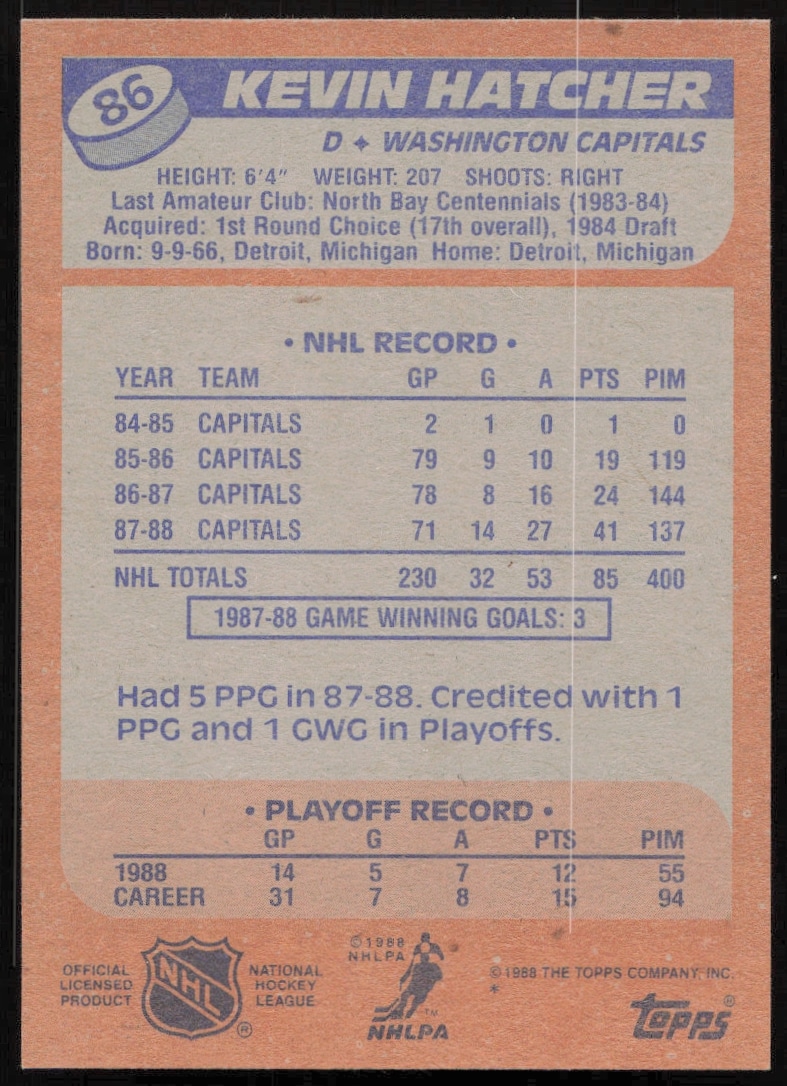 86
KEVIN HATCHER
D ✦ WASHINGTON CAPITALS
HEIGHT: 6'4" WEIGHT: 207 SHOOTS: RIGHT
Last Amateur Club: North Bay Centennials (1983-84)
Acquired: 1st Round Choice (17th overall), 1984 Draft
Born: 9-9-66, Detroit, Michigan Home: Detroit, Michigan
• NHL RECORD •
YEAR TEAM GP G A PTS PIM
84-85 CAPITALS 2 1 0 1 0
85-86 CAPITALS 79 9 10 19 119
86-87 CAPITALS 78 8 16 24 144
87-88 CAPITALS 71 14 27 41 137
NHL TOTALS 230 32 53 85 400
1987-88 GAME WINNING GOALS: 3
Had 5 PPG in 87-88. Credited with 1
PPG and 1 GWG in Playoffs.
• PLAYOFF RECORD •
GP G A PTS PIM
1988 14 5 7 12 55
CAREER 31 7 8 15 94
OFFICIAL
LICENSED
PRODUCT
NHL
®
NATIONAL
HOCKEY
LEAGUE
© 1988
NHLPA
TM
NHLPA
© 1988 THE TOPPS COMPANY, INC.
*
topps®